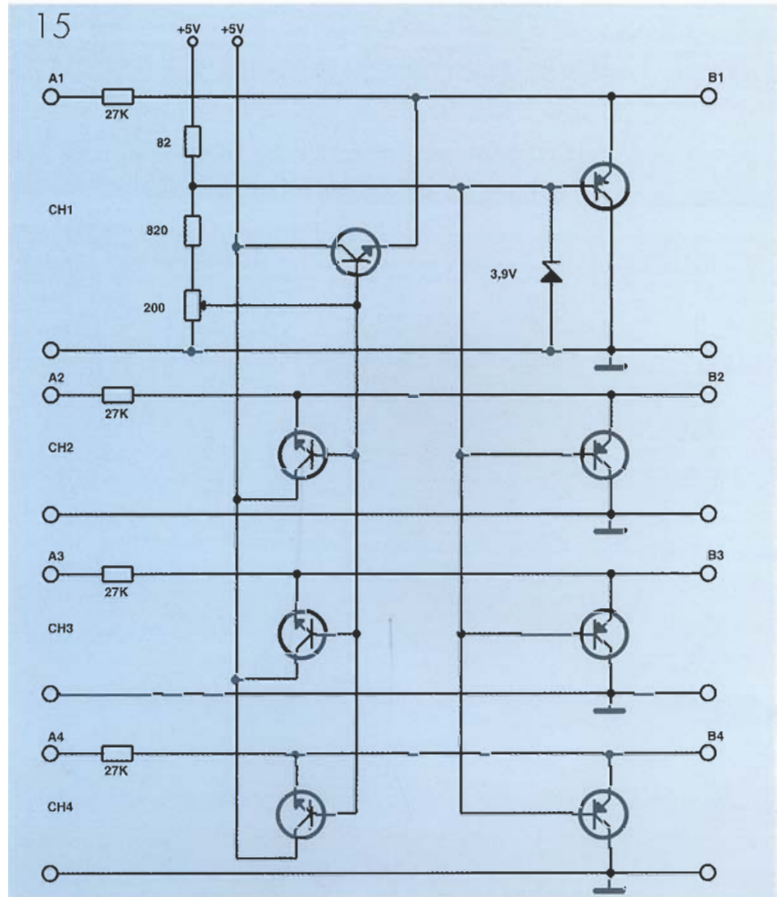 15
+5V +5V
A1 B1
27K
82
CH1
820
3,9V
200
A2 B2
27K
CH2
A3 B3
27K
CH3
A4 B4
27K
CH4